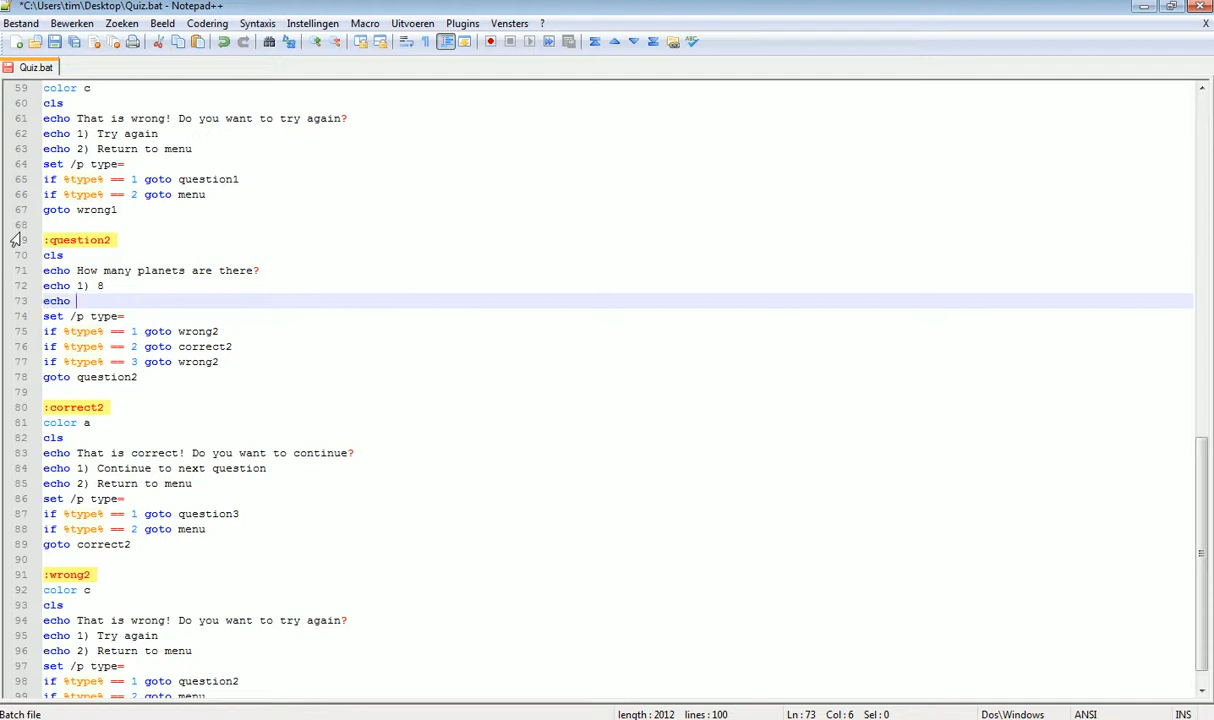 *C:\Users\tim\Desktop\Quiz.bat - Notepad++
Bestand Bewerken Zoeken Beeld Codering Syntaxis Instellingen Macro Uitvoeren Plugins Vensters ? X
Quiz.bat
59 color c
60 cls
61 echo That is wrong! Do you want to try again?
62 echo 1) Try again
63 echo 2) Return to menu
64 set /p type=
65 if %type% == 1 goto question1
66 if %type% == 2 goto menu
67 goto wrong1
68
69 :question2
70 cls
71 echo How many planets are there?
72 echo 1) 8
73 echo
74 set /p type=
75 if %type% == 1 goto wrong2
76 if %type% == 2 goto correct2
77 if %type% == 3 goto wrong2
78 goto question2
79
80 :correct2
81 color a
82 cls
83 echo That is correct! Do you want to continue?
84 echo 1) Continue to next question
85 echo 2) Return to menu
86 set /p type=
87 if %type% == 1 goto question3
88 if %type% == 2 goto menu
89 goto correct2
90
91 :wrong2
92 color c
93 cls
94 echo That is wrong! Do you want to try again?
95 echo 1) Try again
96 echo 2) Return to menu
97 set /p type=
98 if %type% == 1 goto question2
99 if %type% == 2 goto menu
Batch file length : 2012 lines : 100 Ln : 73 Col : 6 Sel : 0 Dos\Windows ANSI INS